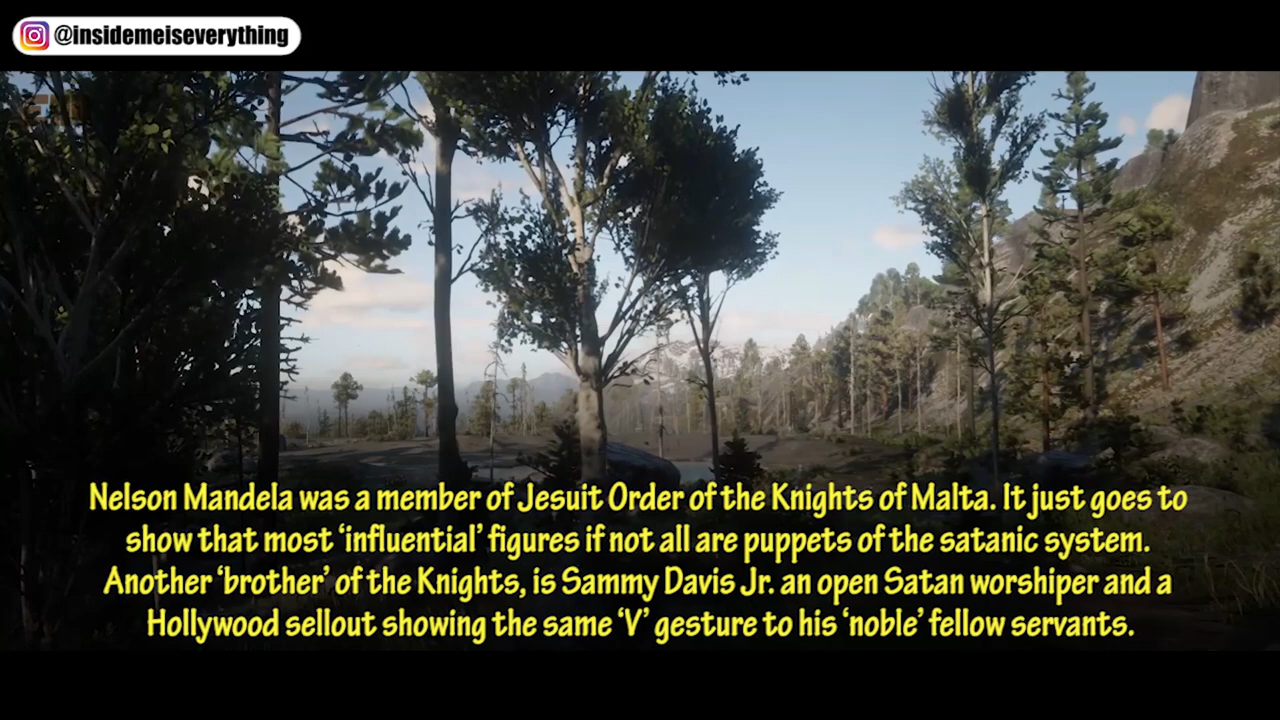 @insidemeiseverything
Nelson Mandela was a member of Jesuit Order of the Knights of Malta. It just goes to
show that most ‘influential’ figures if not all are puppets of the satanic system.
Another ‘brother’ of the Knights, is Sammy Davis Jr. an open Satan worshiper and a
Hollywood sellout showing the same ‘V’ gesture to his ‘noble’ fellow servants.